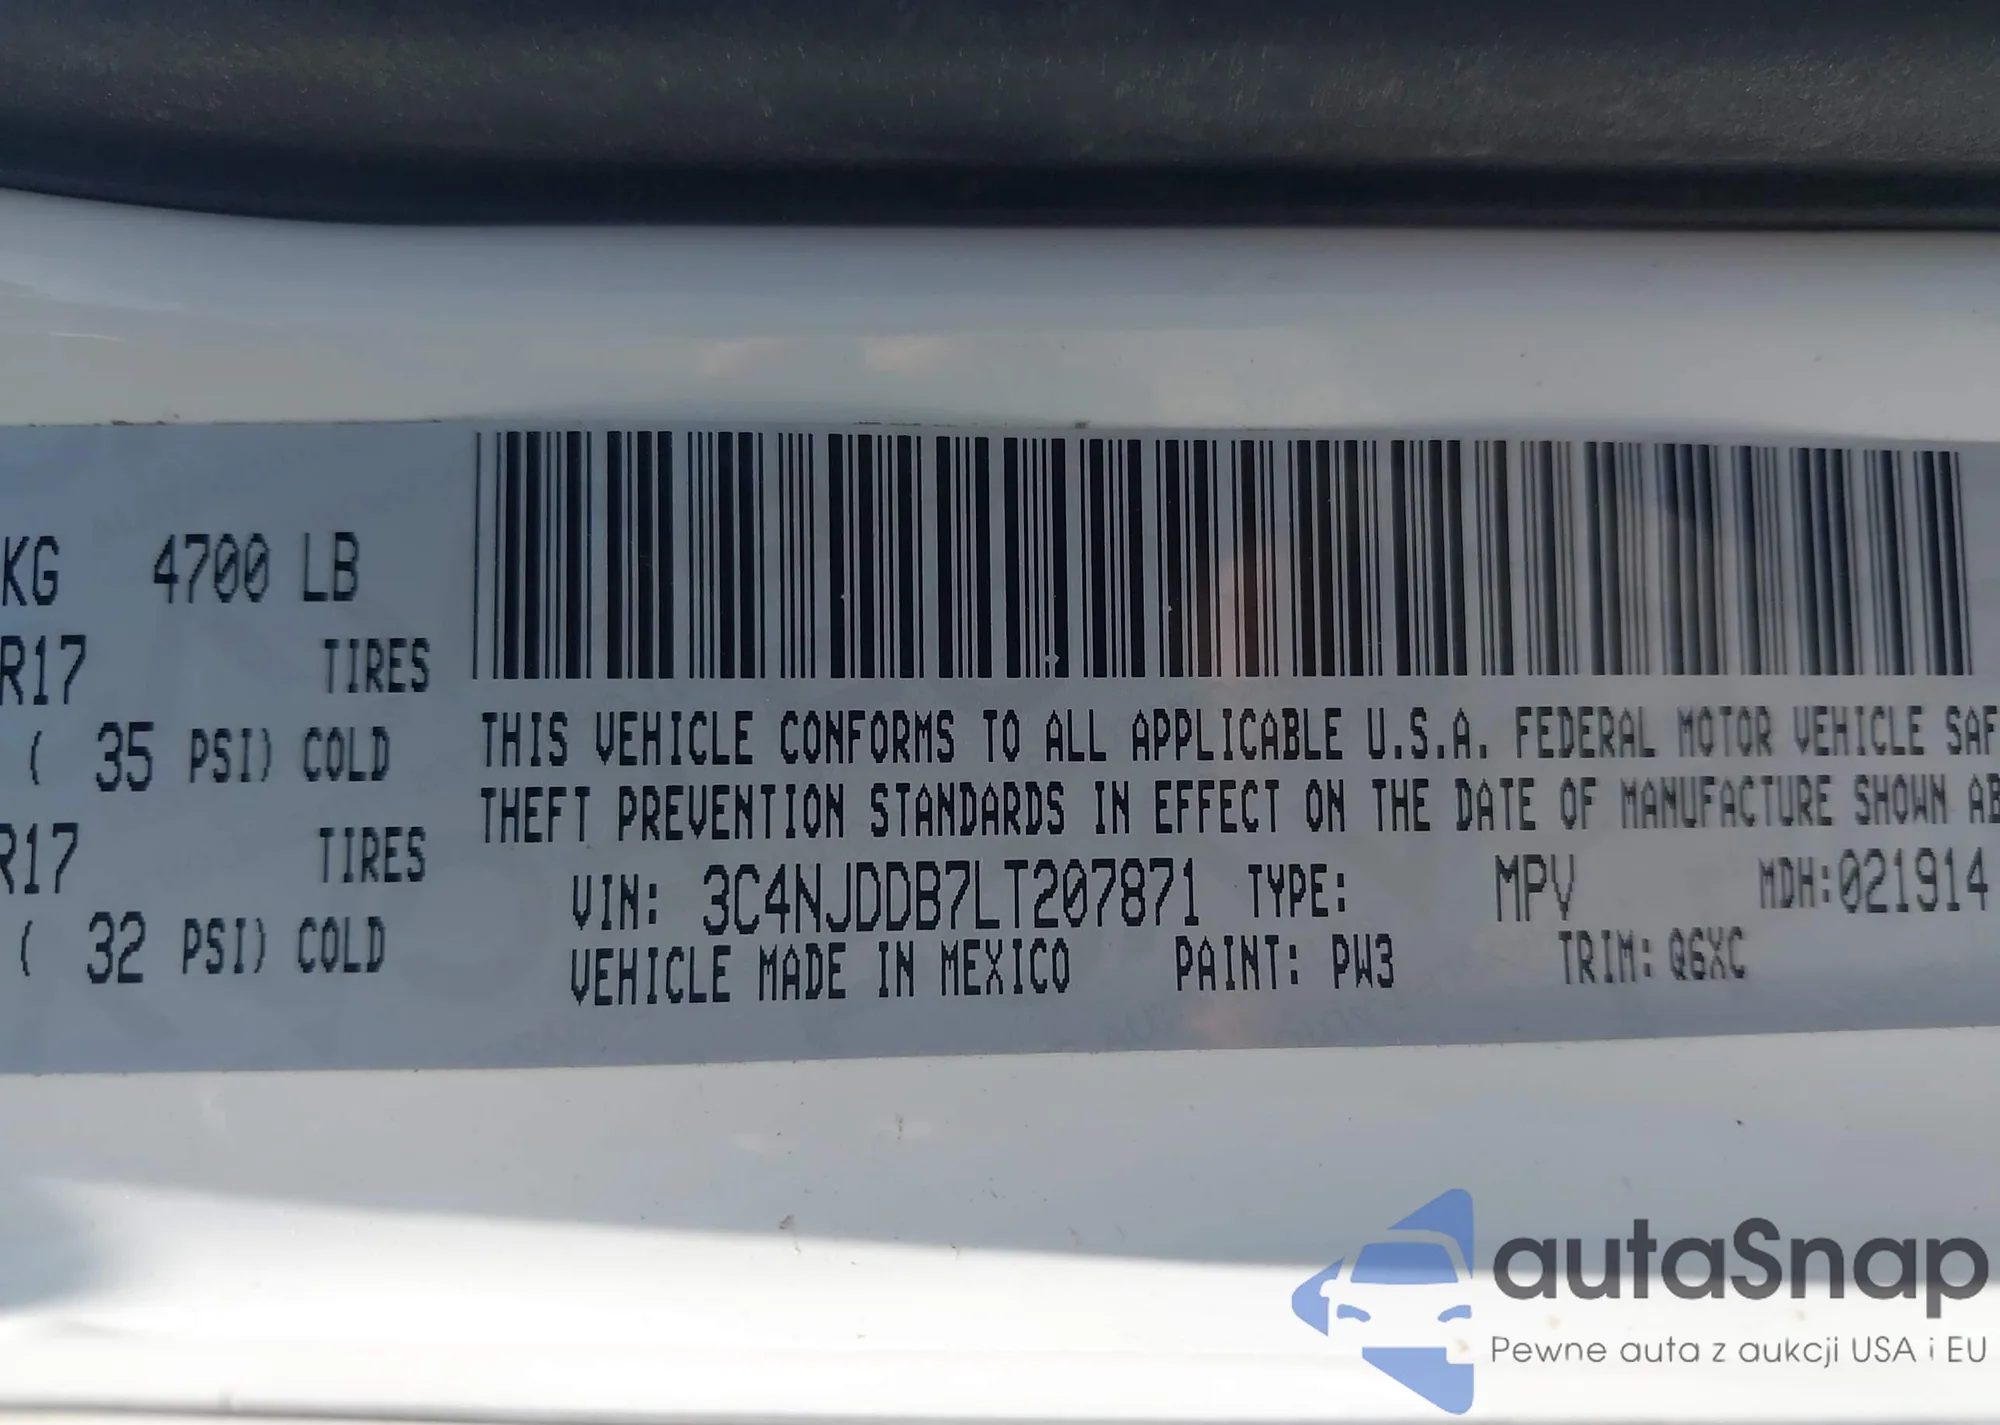 KG 4700 LB
R17 TIRES
( 35 PSI) COLD
R17 TIRES
( 32 PSI) COLD
THIS VEHICLE CONFORMS TO ALL APPLICABLE U.S.A. FEDERAL MOTOR VEHICLE SAF
THEFT PREVENTION STANDARDS IN EFFECT ON THE DATE OF MANUFACTURE SHOWN AB
VIN: 3C4NJDDB7LT207871 TYPE: MPV MDH:021914
VEHICLE MADE IN MEXICO PAINT: PW3 TRIM: Q6XC
autaSnap
Pewne auta z aukcji USA i EU